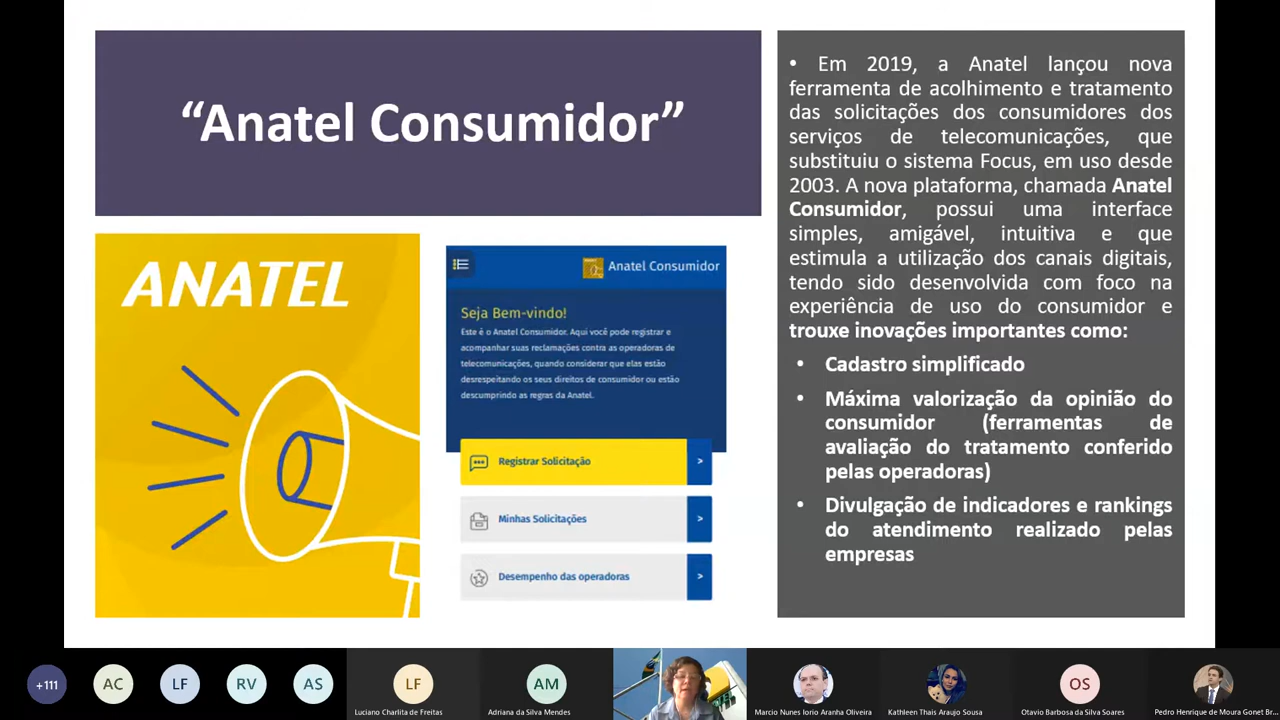 “Anatel Consumidor”
ANATEL
Anatel Consumidor
Seja Bem-vindo!
Este é o Anatel Consumidor. Aqui você pode registrar e
acompanhar suas reclamações contra as operadoras de
telecomunicações, quando considerar que elas estão
desrespeitando os seus direitos de consumidor ou estão
descumprindo as regras da Anatel.
Registrar Solicitação
>
Minhas Solicitações
>
Desempenho das operadoras
>
• Em 2019, a Anatel lançou nova
ferramenta de acolhimento e tratamento
das solicitações dos consumidores dos
serviços de telecomunicações, que
substituiu o sistema Focus, em uso desde
2003. A nova plataforma, chamada Anatel
Consumidor, possui uma interface
simples, amigável, intuitiva e que
estimula a utilização dos canais digitais,
tendo sido desenvolvida com foco na
experiência de uso do consumidor e
trouxe inovações importantes como:
• Cadastro simplificado
• Máxima valorização da opinião do
consumidor (ferramentas de
avaliação do tratamento conferido
pelas operadoras)
• Divulgação de indicadores e rankings
do atendimento realizado pelas
empresas
+111
AC
LF
RV
AS
LF
Luciano Charlita de Freitas
AM
Adriana da Silva Mendes
Marcio Nunes Iorio Aranha Oliveira
Kathleen Thais Araujo Sousa
OS
Otavio Barbosa da Silva Soares
Pedro Henrique de Moura Gonet Br...